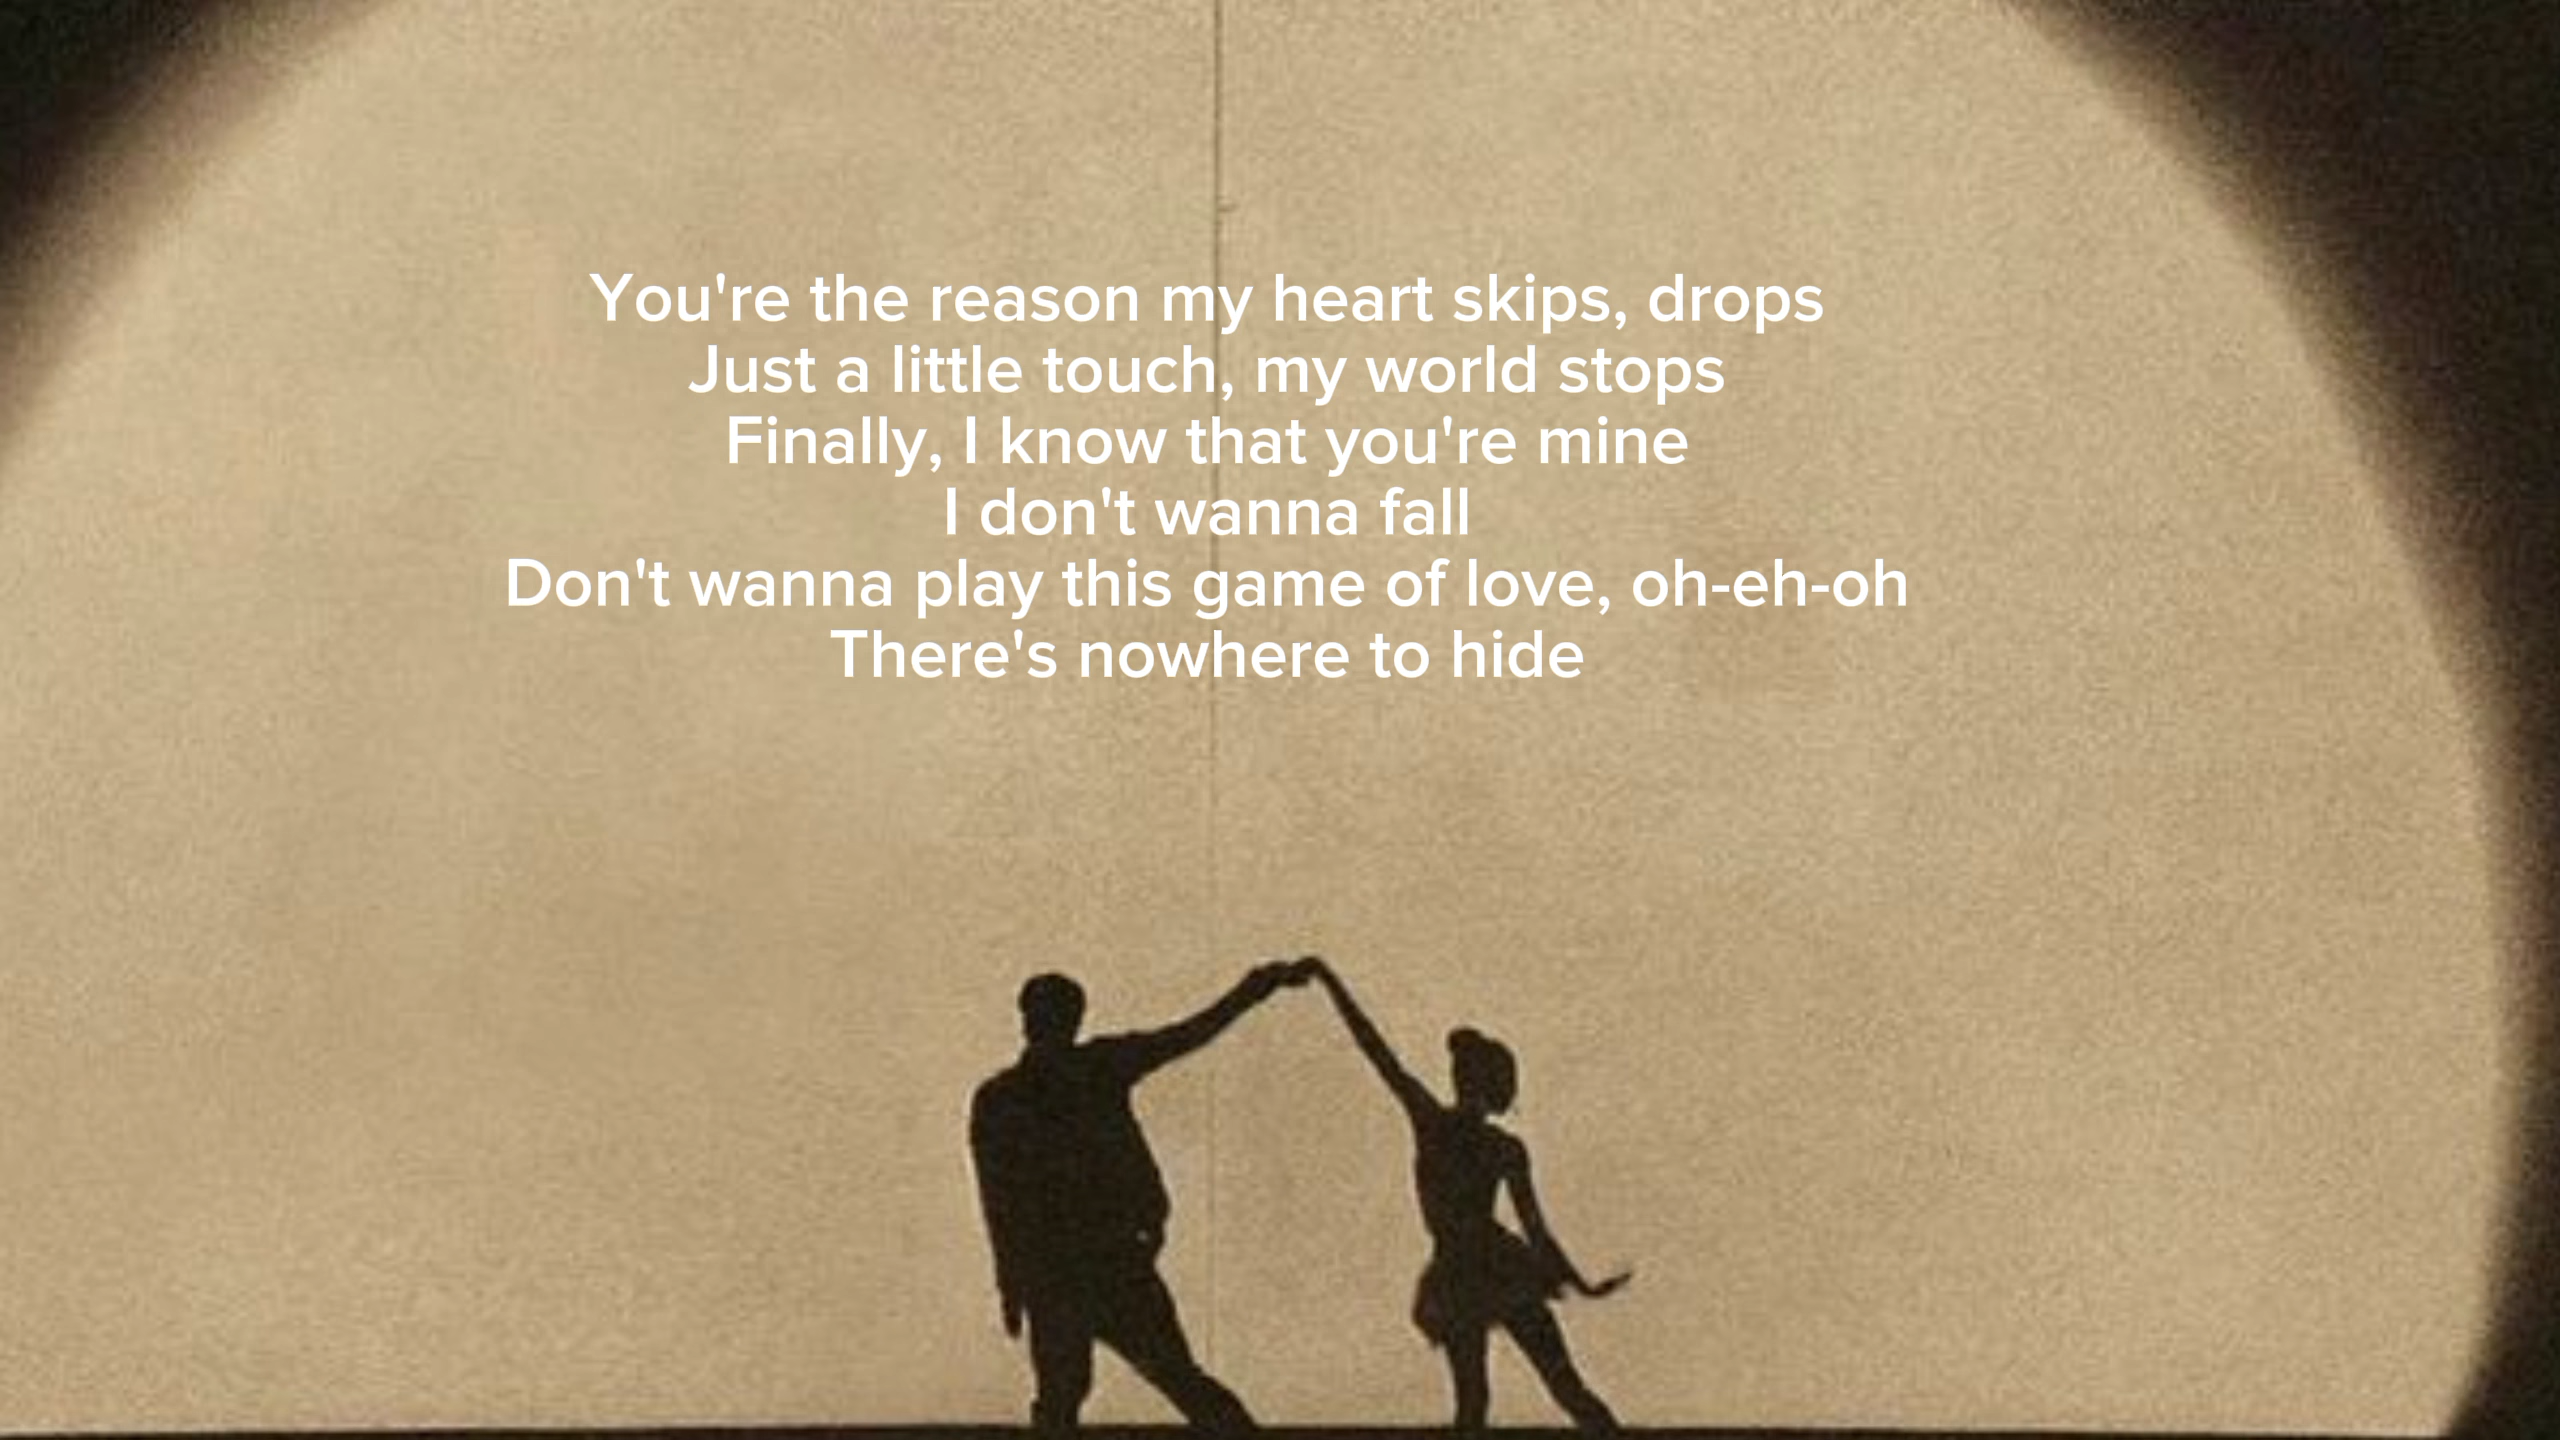 You're the reason my heart skips, drops
Just a little touch, my world stops
Finally, I know that you're mine
I don't wanna fall
Don't wanna play this game of love, oh-eh-oh
There's nowhere to hide